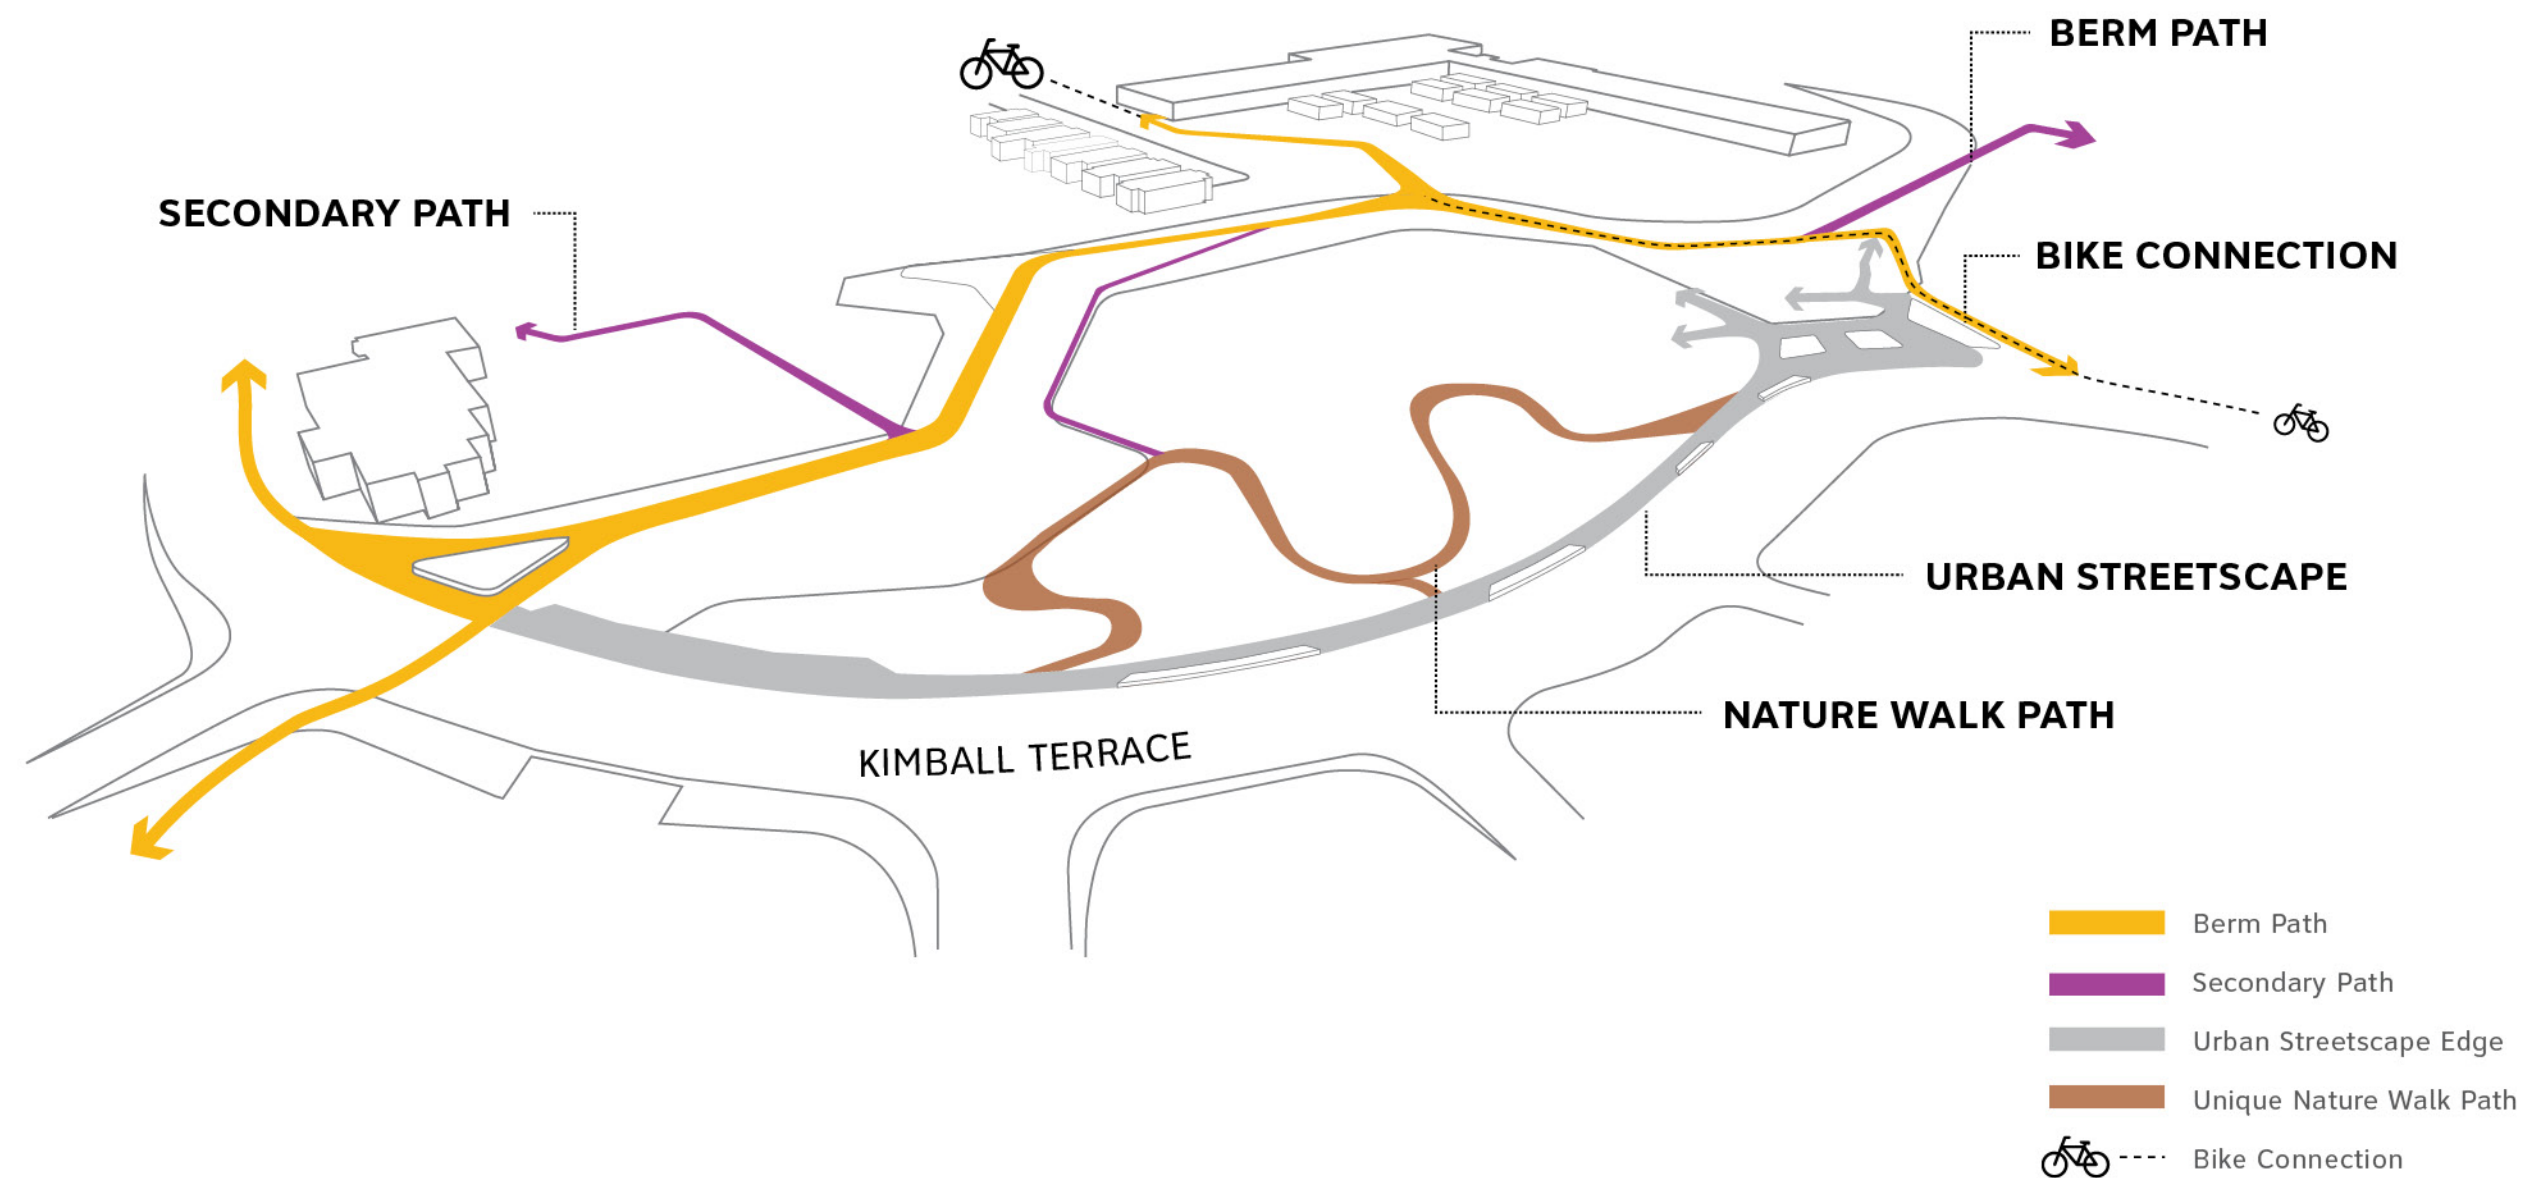 BERM PATH
SECONDARY PATH
BIKE CONNECTION
URBAN STREETSCAPE
NATURE WALK PATH
KIMBALL TERRACE
Berm Path
Secondary Path
Urban Streetscape Edge
Unique Nature Walk Path
Bike Connection